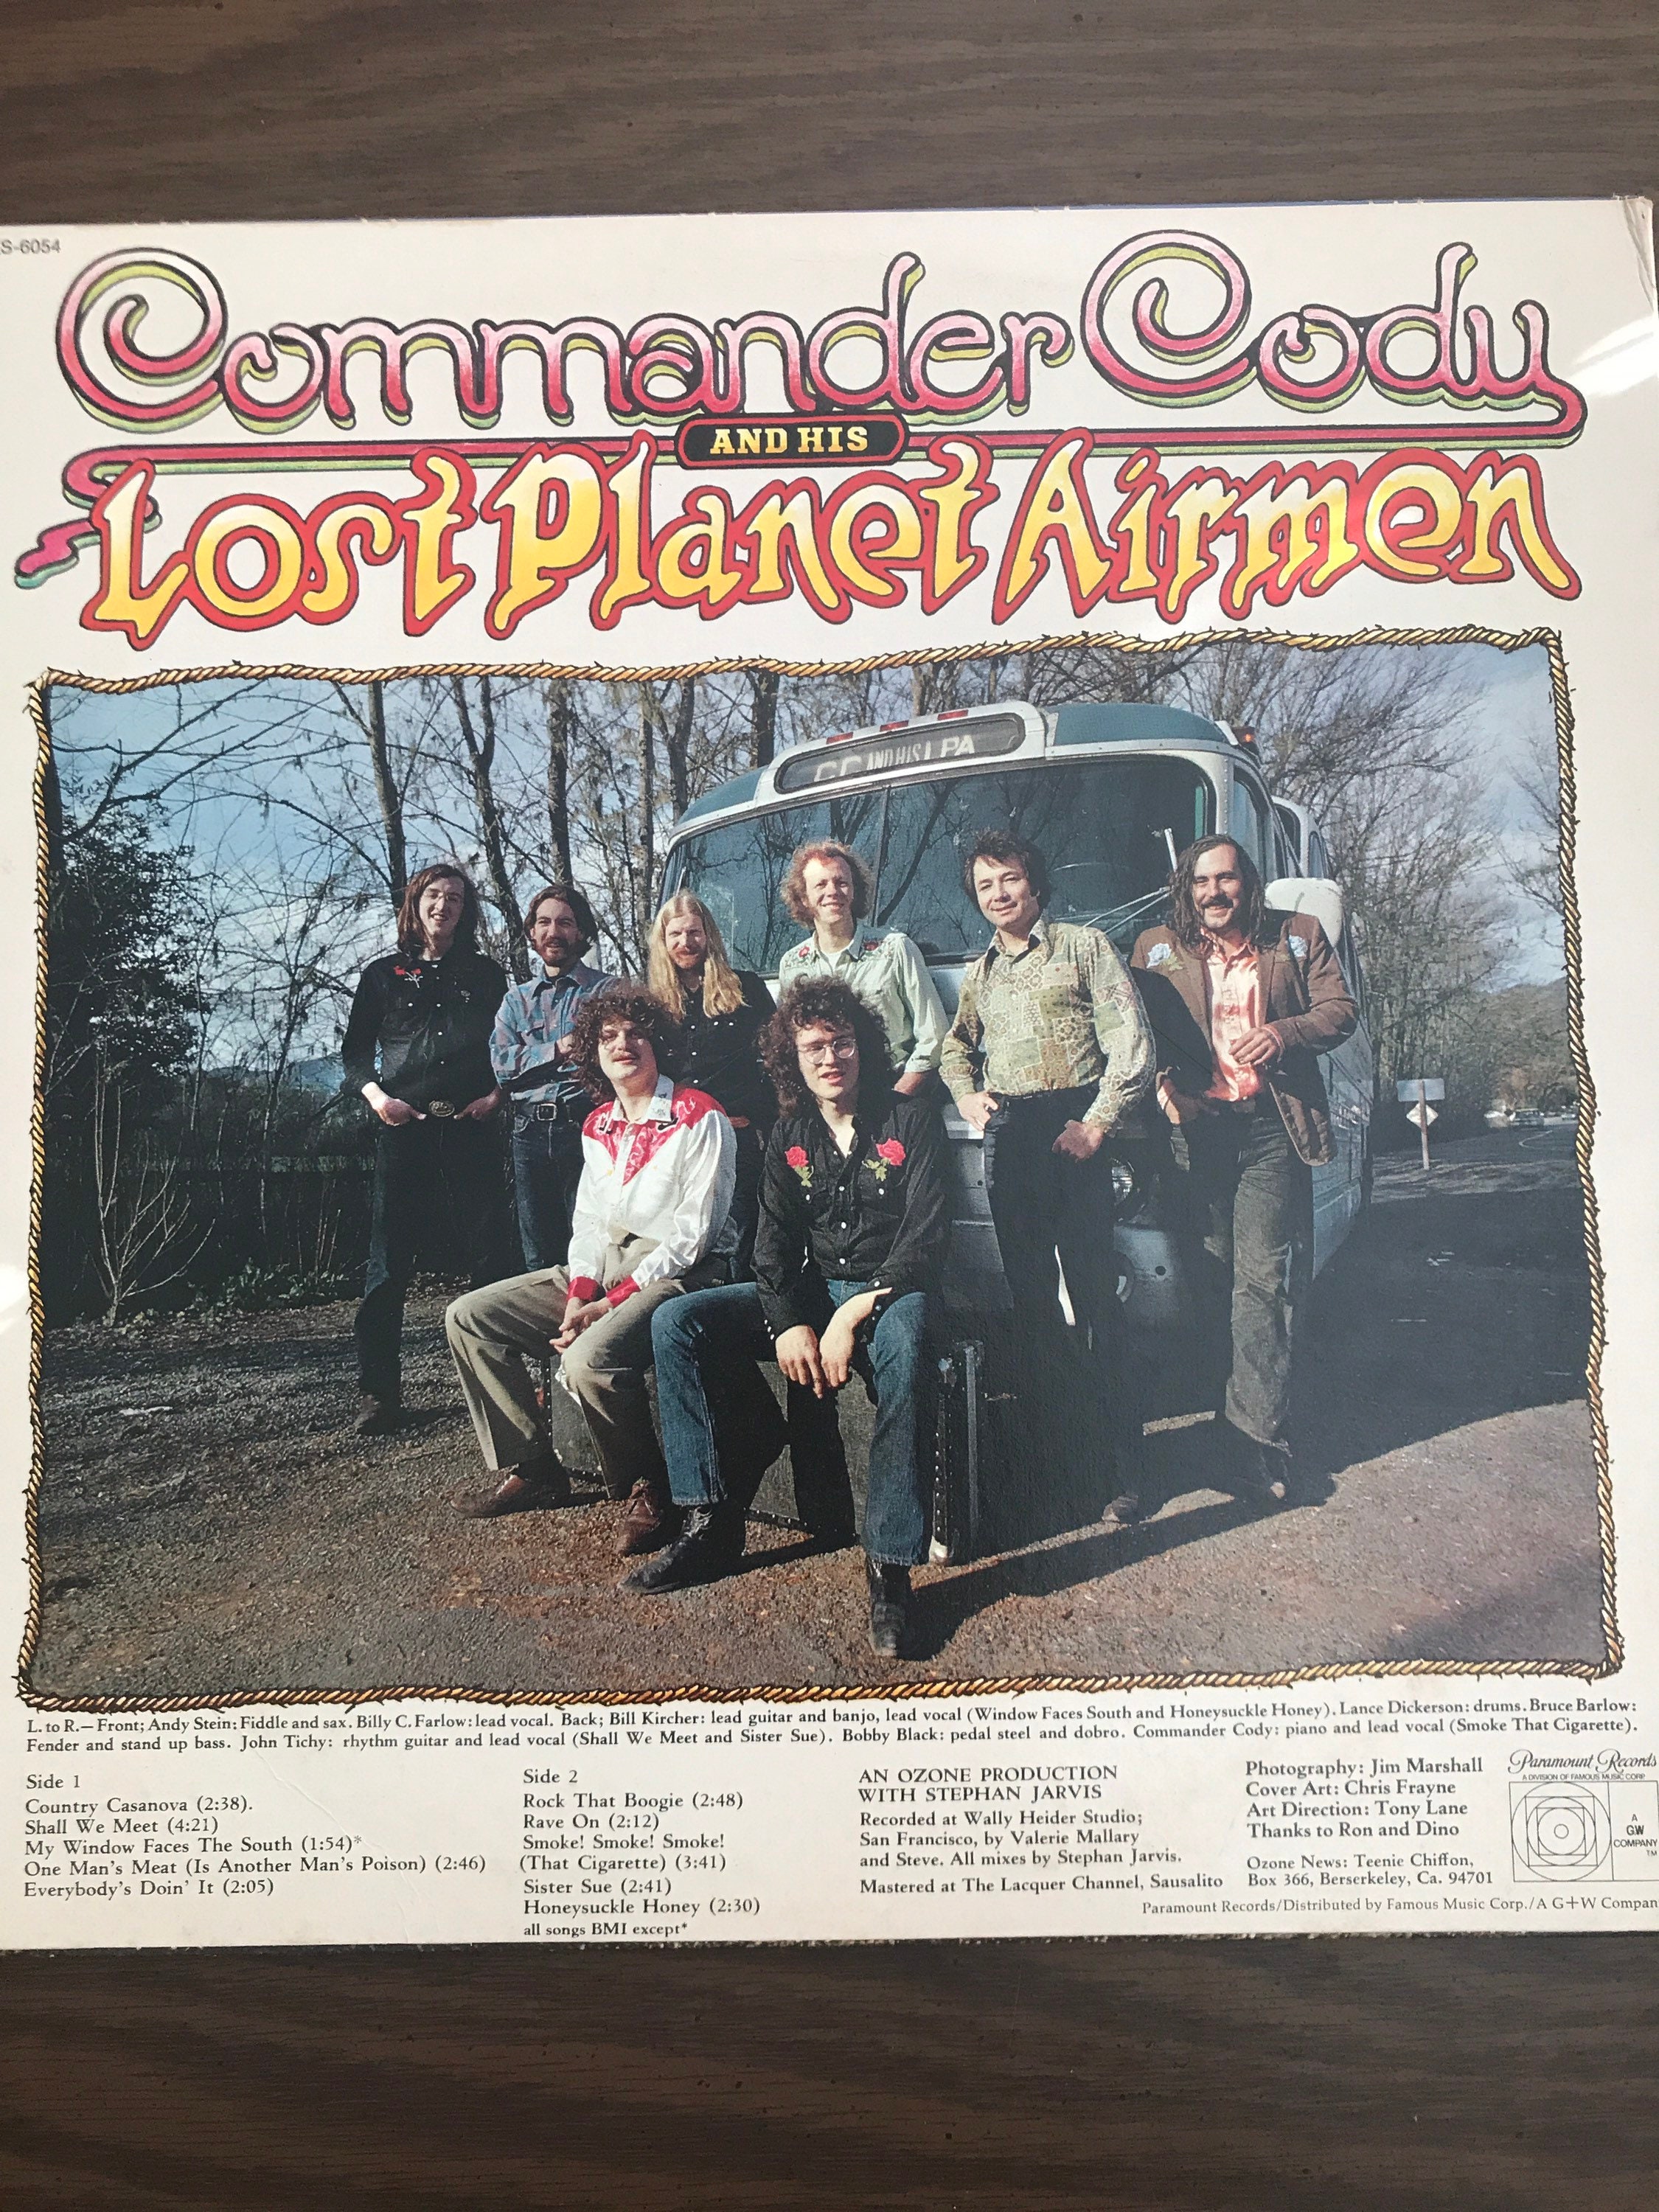 S-6054
Commander Cody
AND HIS
Lost Planet Airmen
CC AND HIS LPA
L. to R.— Front; Andy Stein: Fiddle and sax. Billy C. Farlow: lead vocal. Back; Bill Kircher: lead guitar and banjo, lead vocal (Window Faces South and Honeysuckle Honey). Lance Dickerson: drums. Bruce Barlow:
Fender and stand up bass. John Tichy: rhythm guitar and lead vocal (Shall We Meet and Sister Sue). Bobby Black: pedal steel and dobro. Commander Cody: piano and lead vocal (Smoke That Cigarette).
Side 1
Country Casanova (2:38).
Shall We Meet (4:21)
My Window Faces The South (1:54)*
One Man's Meat (Is Another Man's Poison) (2:46)
Everybody's Doin' It (2:05)
Side 2
Rock That Boogie (2:48)
Rave On (2:12)
Smoke! Smoke! Smoke!
(That Cigarette) (3:41)
Sister Sue (2:41)
Honeysuckle Honey (2:30)
all songs BMI except*
AN OZONE PRODUCTION
WITH STEPHAN JARVIS
Recorded at Wally Heider Studio;
San Francisco, by Valerie Mallary
and Steve. All mixes by Stephan Jarvis.
Mastered at The Lacquer Channel, Sausalito
Photography: Jim Marshall
Cover Art: Chris Frayne
Art Direction: Tony Lane
Thanks to Ron and Dino
Ozone News: Teenie Chiffon,
Box 366, Berserkeley, Ca. 94701
Paramount Records
A DIVISION OF FAMOUS MUSIC CORP.
A
G+W
COMPANY
TM
Paramount Records/Distributed by Famous Music Corp./A G+W Compan